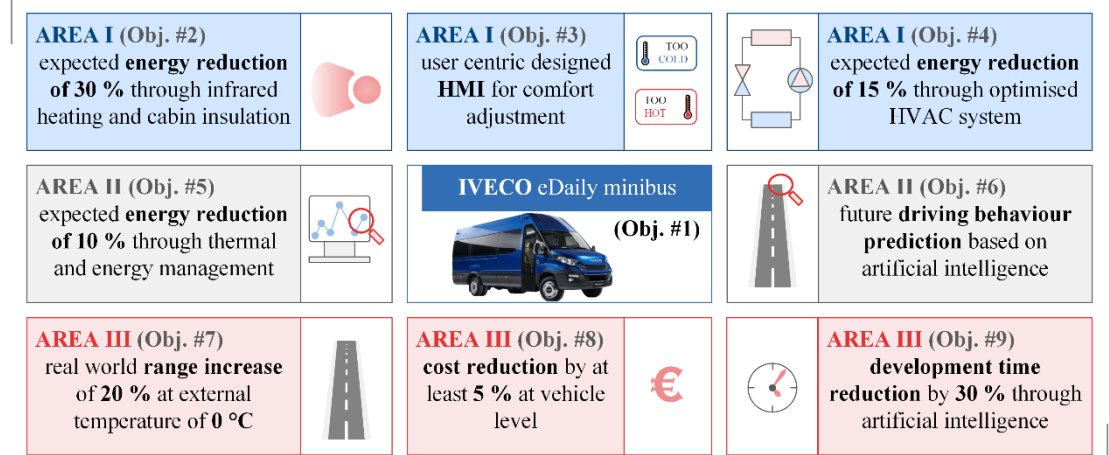 AREA I (Obj. #2)
expected energy reduction
of 30 % through infrared
heating and cabin insulation
AREA I (Obj. #3)
user centric designed
HMI for comfort
adjustment
TOO
COLD
TOO
HOT
AREA I (Obj. #4)
expected energy reduction
of 15 % through optimised
HVAC system
AREA II (Obj. #5)
expected energy reduction
of 10 % through thermal
and energy management
IVECO eDaily minibus
(Obj. #1)
AREA II (Obj. #6)
future driving behaviour
prediction based on
artificial intelligence
AREA III (Obj. #7)
real world range increase
of 20 % at external
temperature of 0 °C
AREA III (Obj. #8)
cost reduction by at
least 5 % at vehicle
level
€
AREA III (Obj. #9)
development time
reduction by 30 % through
artificial intelligence